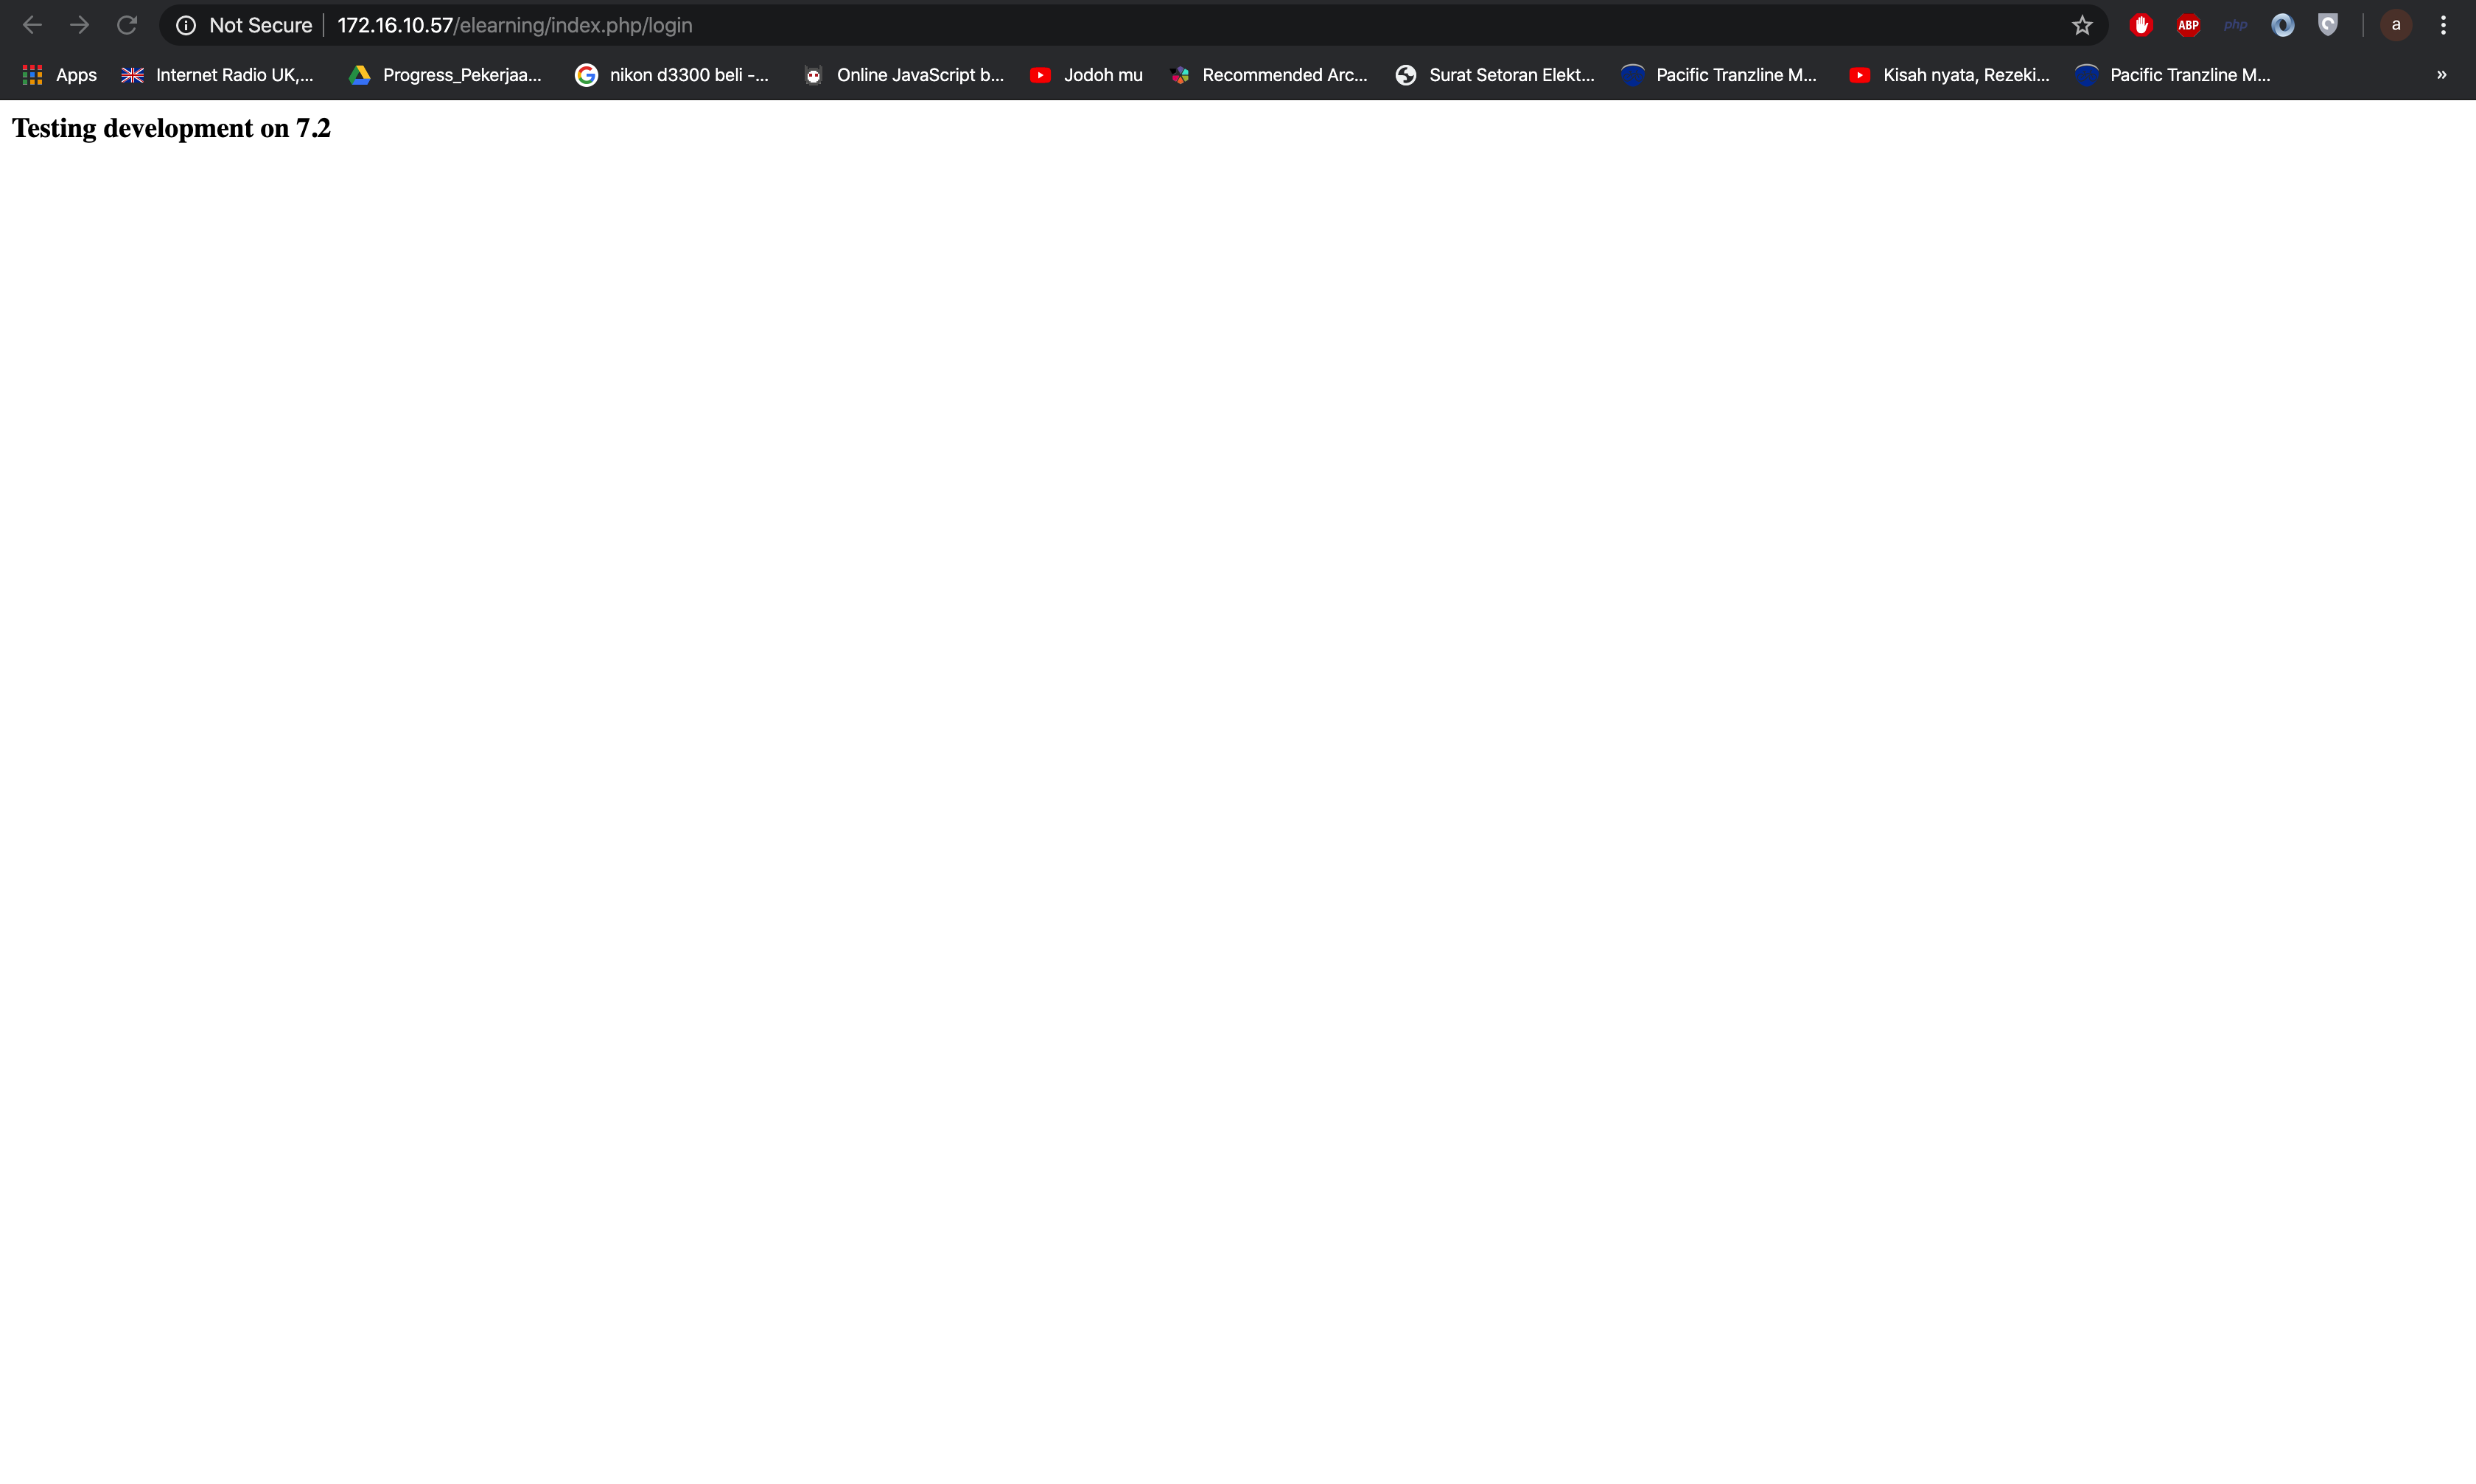 Not Secure 172.16.10.57/elearning/index.php/login ABP php a
Apps Internet Radio UK,... Progress_Pekerjaa... nikon d3300 beli -... Online JavaScript b... Jodoh mu Recommended Arc... Surat Setoran Elekt... Pacific Tranzline M... Kisah nyata, Rezeki... Pacific Tranzline M... »
Testing development on 7.2